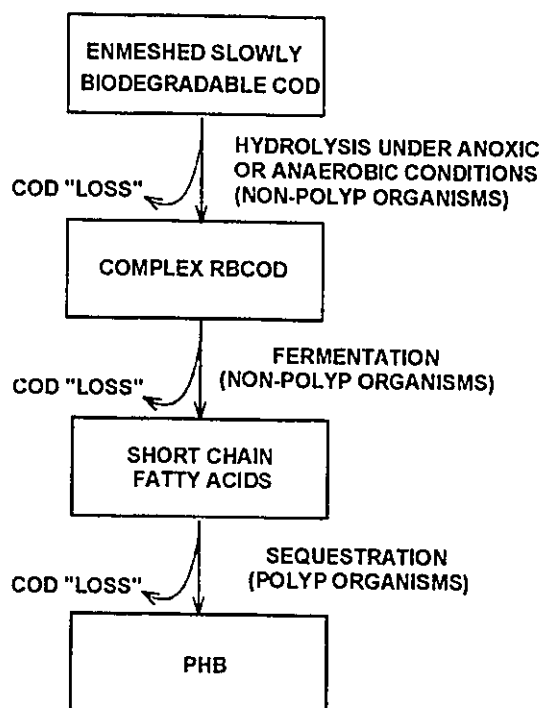 ENMESHED SLOWLY
BIODEGRADABLE COD
HYDROLYSIS UNDER ANOXIC
OR ANAEROBIC CONDITIONS
(NON-POLYP ORGANISMS)
COD "LOSS"
COMPLEX RBCOD
FERMENTATION
(NON-POLYP ORGANISMS)
COD "LOSS"
SHORT CHAIN
FATTY ACIDS
SEQUESTRATION
(POLYP ORGANISMS)
COD "LOSS"
PHB